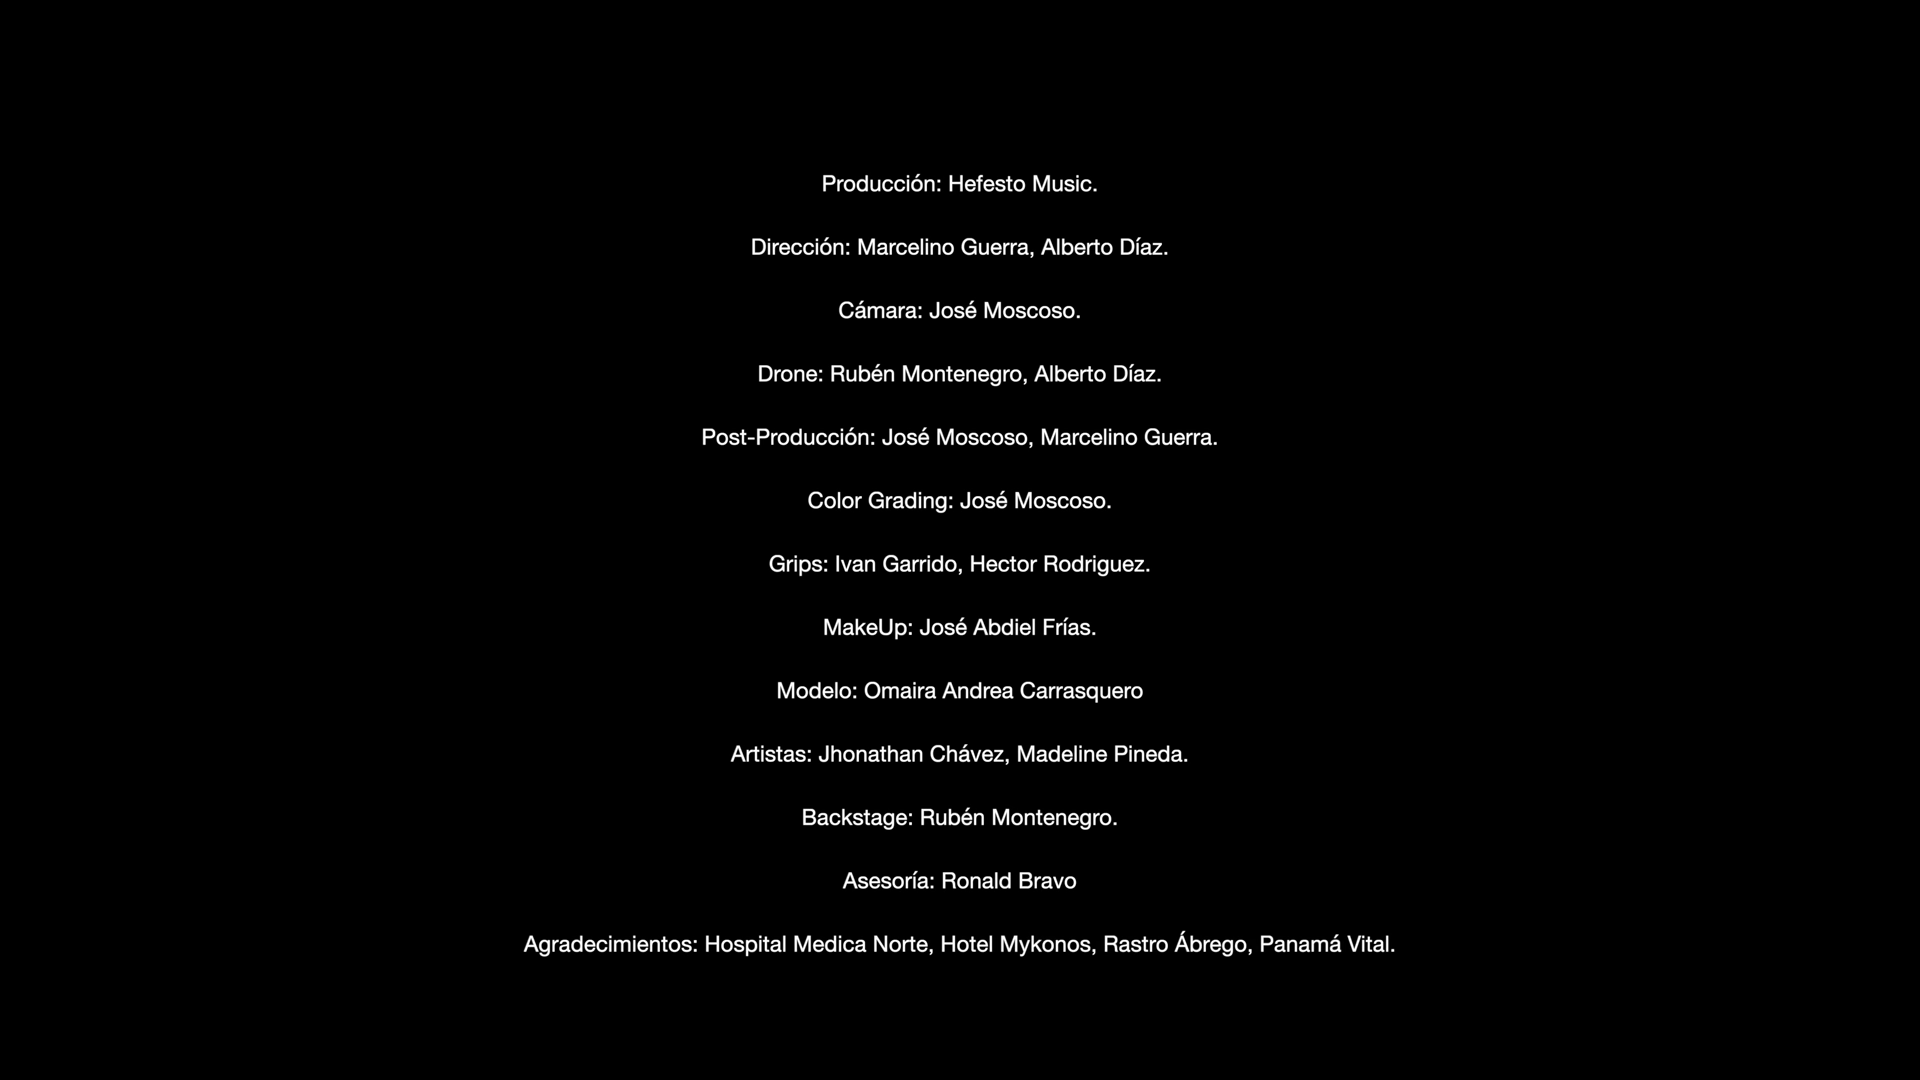 Producción: Hefesto Music.
Dirección: Marcelino Guerra, Alberto Díaz.
Cámara: José Moscoso.
Drone: Rubén Montenegro, Alberto Díaz.
Post-Producción: José Moscoso, Marcelino Guerra.
Color Grading: José Moscoso.
Grips: Ivan Garrido, Hector Rodriguez.
MakeUp: José Abdiel Frías.
Modelo: Omaira Andrea Carrasquero
Artistas: Jhonathan Chávez, Madeline Pineda.
Backstage: Rubén Montenegro.
Asesoría: Ronald Bravo
Agradecimientos: Hospital Medica Norte, Hotel Mykonos, Rastro Ábrego, Panamá Vital.